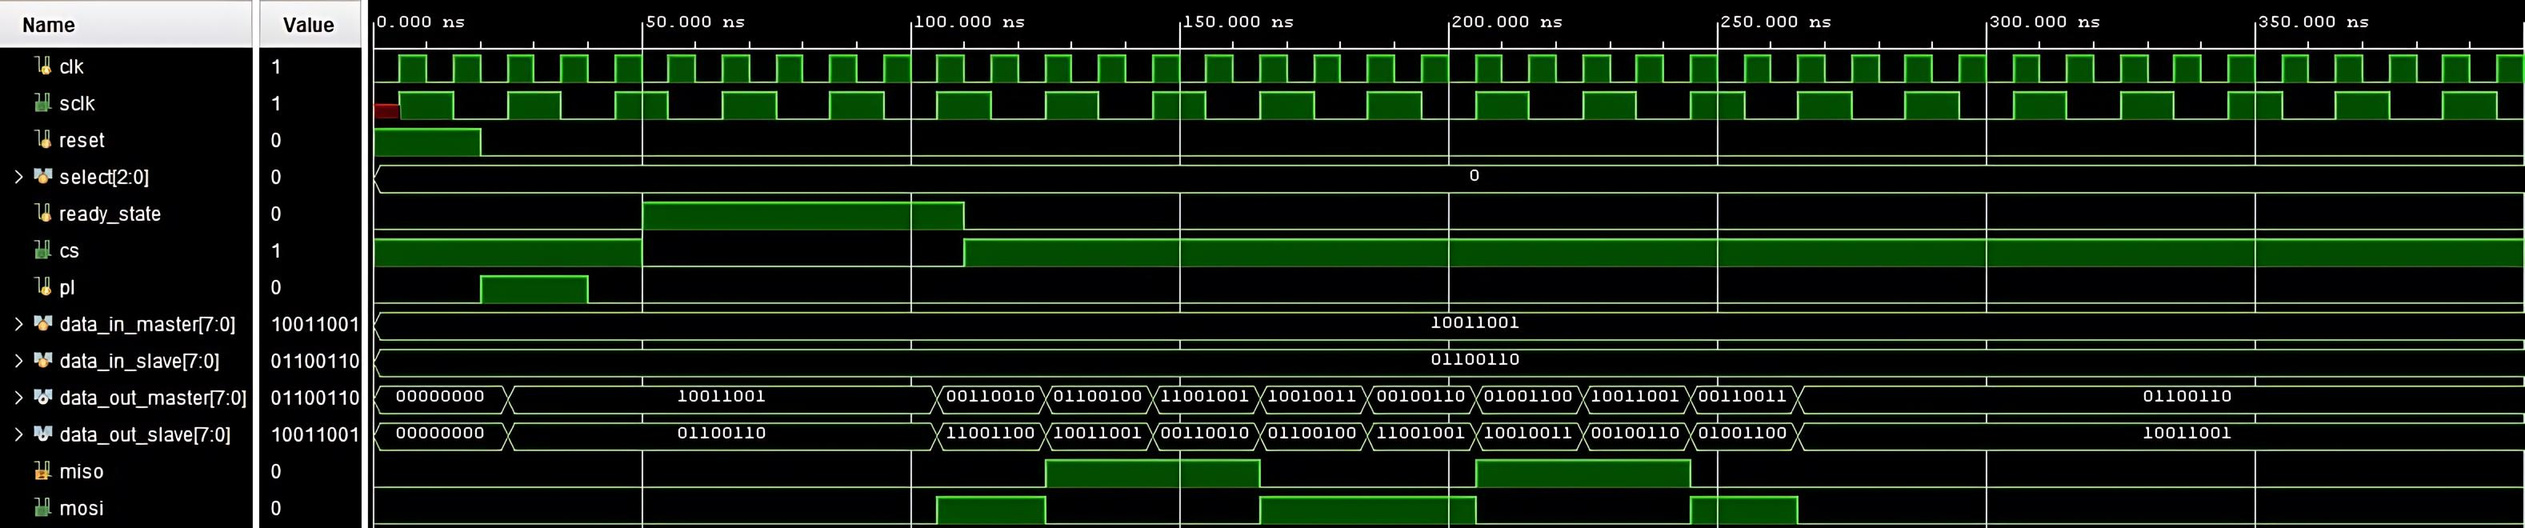 Name Value 0.000 ns 50.000 ns 100.000 ns 150.000 ns 200.000 ns 250.000 ns 300.000 ns 350.000 ns
clk 1
sclk 1
reset 0
select[2:0] 0 0
ready_state 0
cs 1
pl 0
data_in_master[7:0] 10011001 10011001
data_in_slave[7:0] 01100110 01100110
data_out_master[7:0] 01100110 00000000 10011001 00110010 01100100 11001001 10010011 00100110 01001100 10011001 00110011 01100110
data_out_slave[7:0] 10011001 00000000 01100110 11001100 10011001 00110010 01100100 11001001 10010011 00100110 01001100 10011001
miso 0
mosi 0